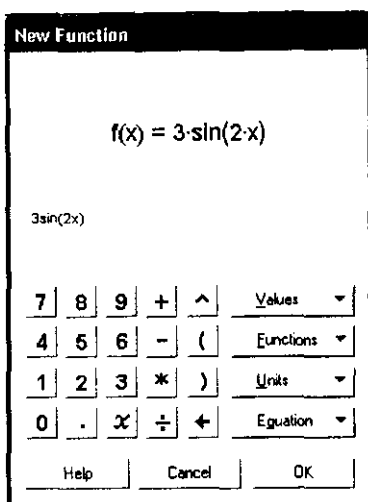 New Function
f(x) = 3·sin(2·x)
3sin(2x)
7 8 9 + ^ Values
4 5 6 - ( Functions
1 2 3 * ) Units
0 . x ÷ ← Equation
Help Cancel OK